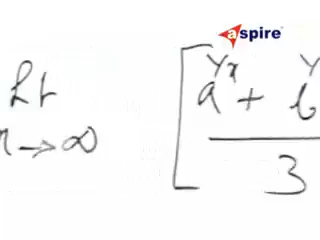 aspire
Lt [ a^{1/x} + b^{1
x→∞ 3